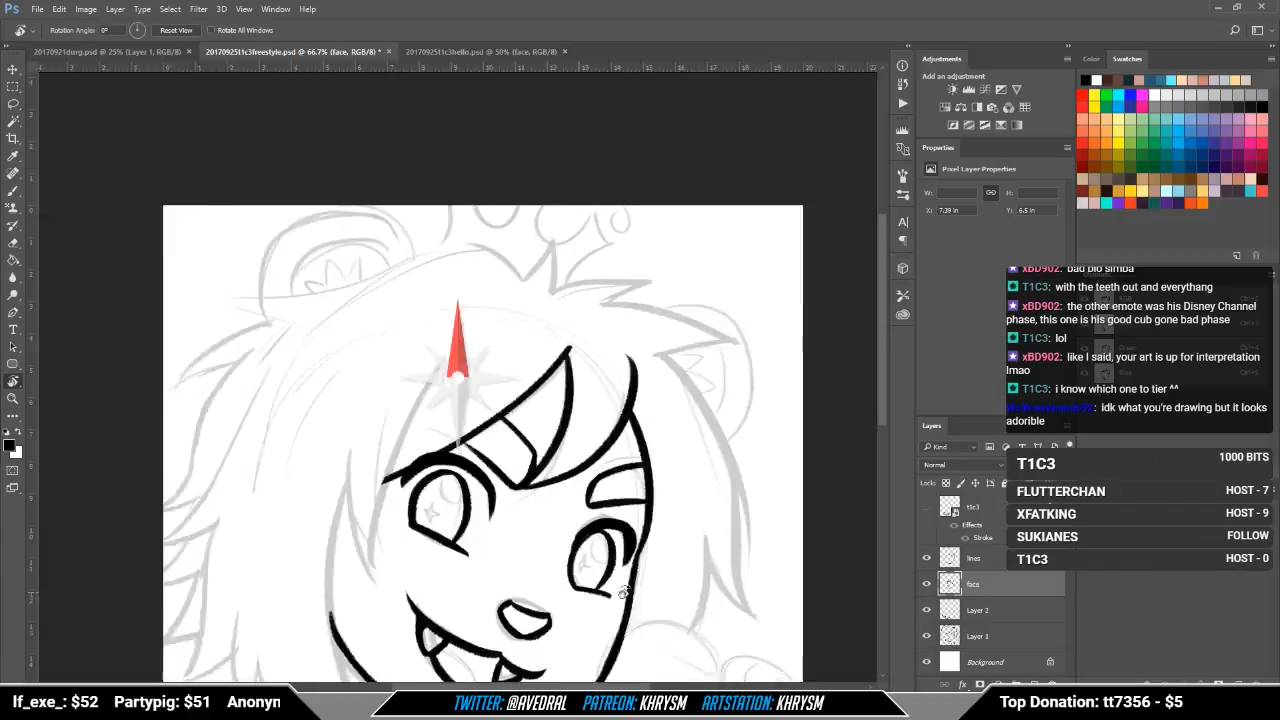 Ps File Edit Image Layer Type Select Filter 3D View Window Help
Rotation Angle: 0° Reset View Rotate All Windows
20170921durg.psd @ 25% (Layer 1, RGB/8) × 20170925t1c3freestyle.psd @ 66.7% (face, RGB/8) * × 20170925t1c3hello.psd @ 50% (face, RGB/8) ×
Adjustments
Add an adjustment
Properties
Pixel Layer Properties
W: H:
X: 7.39 in Y: 6.5 in
Color Swatches
xBD902: bad blo simba
T1C3: with the teeth out and everythang
xBD902: the other emote was his Disney Channel
phase, this one is his good cub gone bad phase
T1C3: lol
xBD902: like I said, your art is up for interpretation
lmao
T1C3: i know which one to tier ^^
: idk what you're drawing but it looks
adorible
Layers
Kind
Normal
Locks:
t1c3
Effects
Stroke
lines
face
Layer 2
Layer 1
Background
T1C3 1000 BITS
FLUTTERCHAN HOST - 7
XFATKING HOST - 9
SUKIANES FOLLOW
T1C3 HOST - 0
lf_exe_: $52 Partypig: $51 Anonyn
TWITTER: @AVEDRAL PATREON: KHRYSM ARTSTATION: KHRYSM
Top Donation: tt7356 - $5